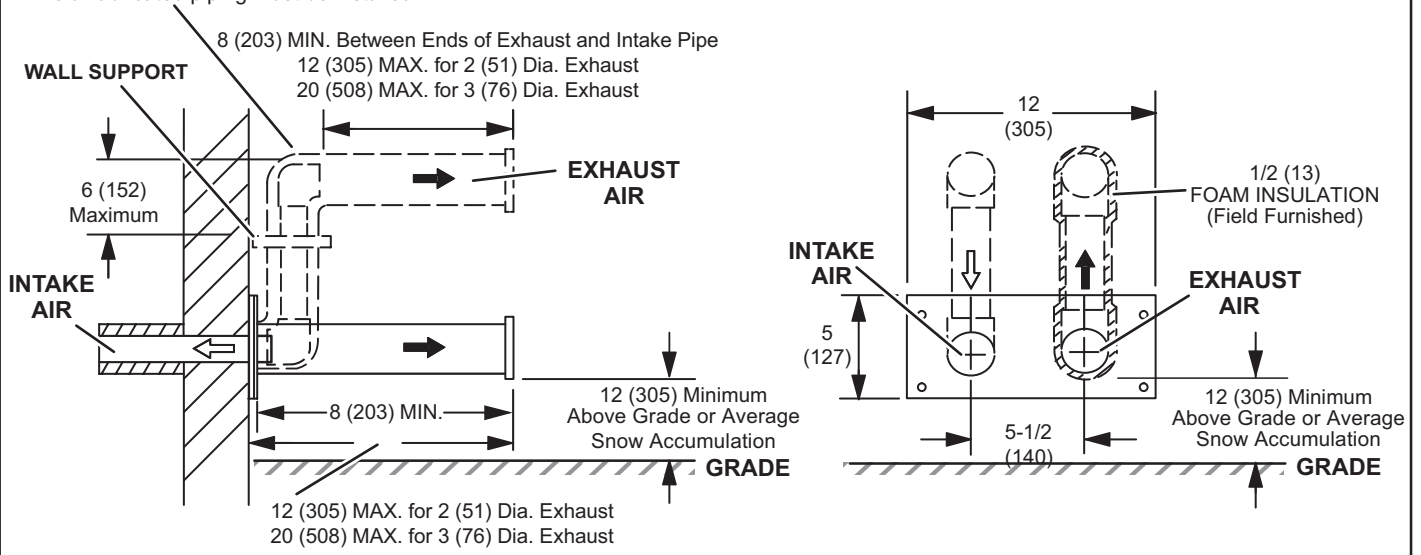 8 (203) MIN. Between Ends of Exhaust and Intake Pipe
12 (305) MAX. for 2 (51) Dia. Exhaust
20 (508) MAX. for 3 (76) Dia. Exhaust
WALL SUPPORT
6 (152)
Maximum
EXHAUST
AIR
INTAKE
AIR
8 (203) MIN.
12 (305) Minimum
Above Grade or Average
Snow Accumulation
GRADE
12 (305) MAX. for 2 (51) Dia. Exhaust
20 (508) MAX. for 3 (76) Dia. Exhaust
12
(305)
1/2 (13)
FOAM INSULATION
(Field Furnished)
INTAKE
AIR
EXHAUST
AIR
5
(127)
12 (305) Minimum
Above Grade or Average
Snow Accumulation
5-1/2
(140)
GRADE